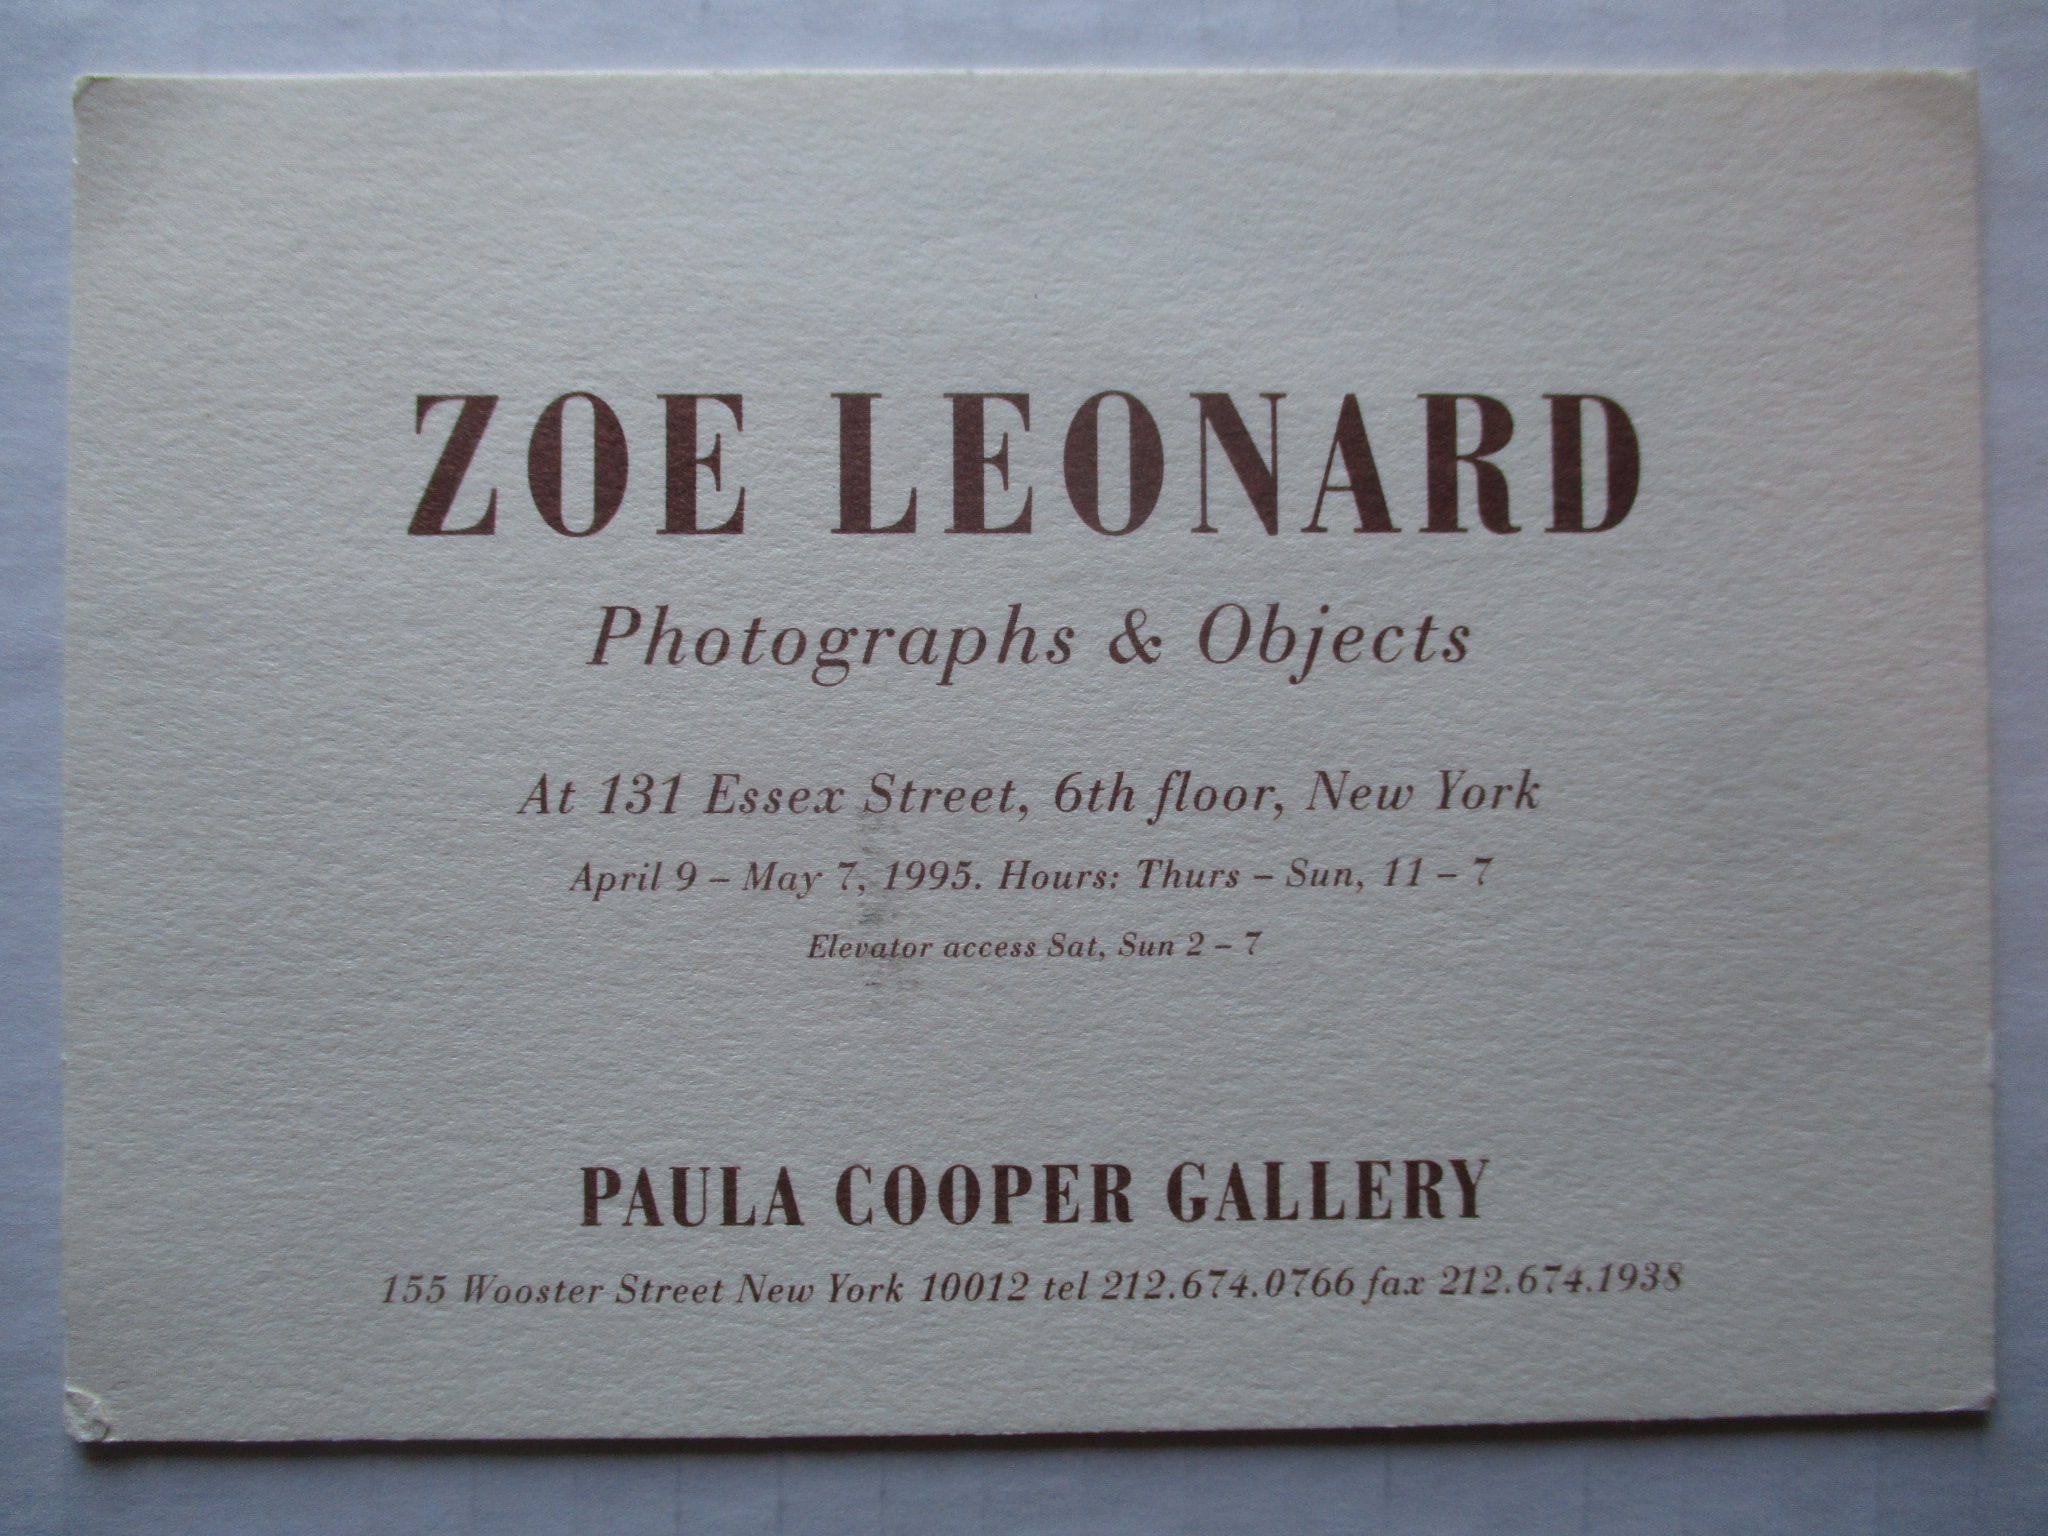 ZOE LEONARD
Photographs & Objects
At 131 Essex Street, 6th floor, New York
April 9 – May 7, 1995. Hours: Thurs – Sun, 11 – 7
Elevator access Sat, Sun 2 – 7
PAULA COOPER GALLERY
155 Wooster Street New York 10012 tel 212.674.0766 fax 212.674.1938